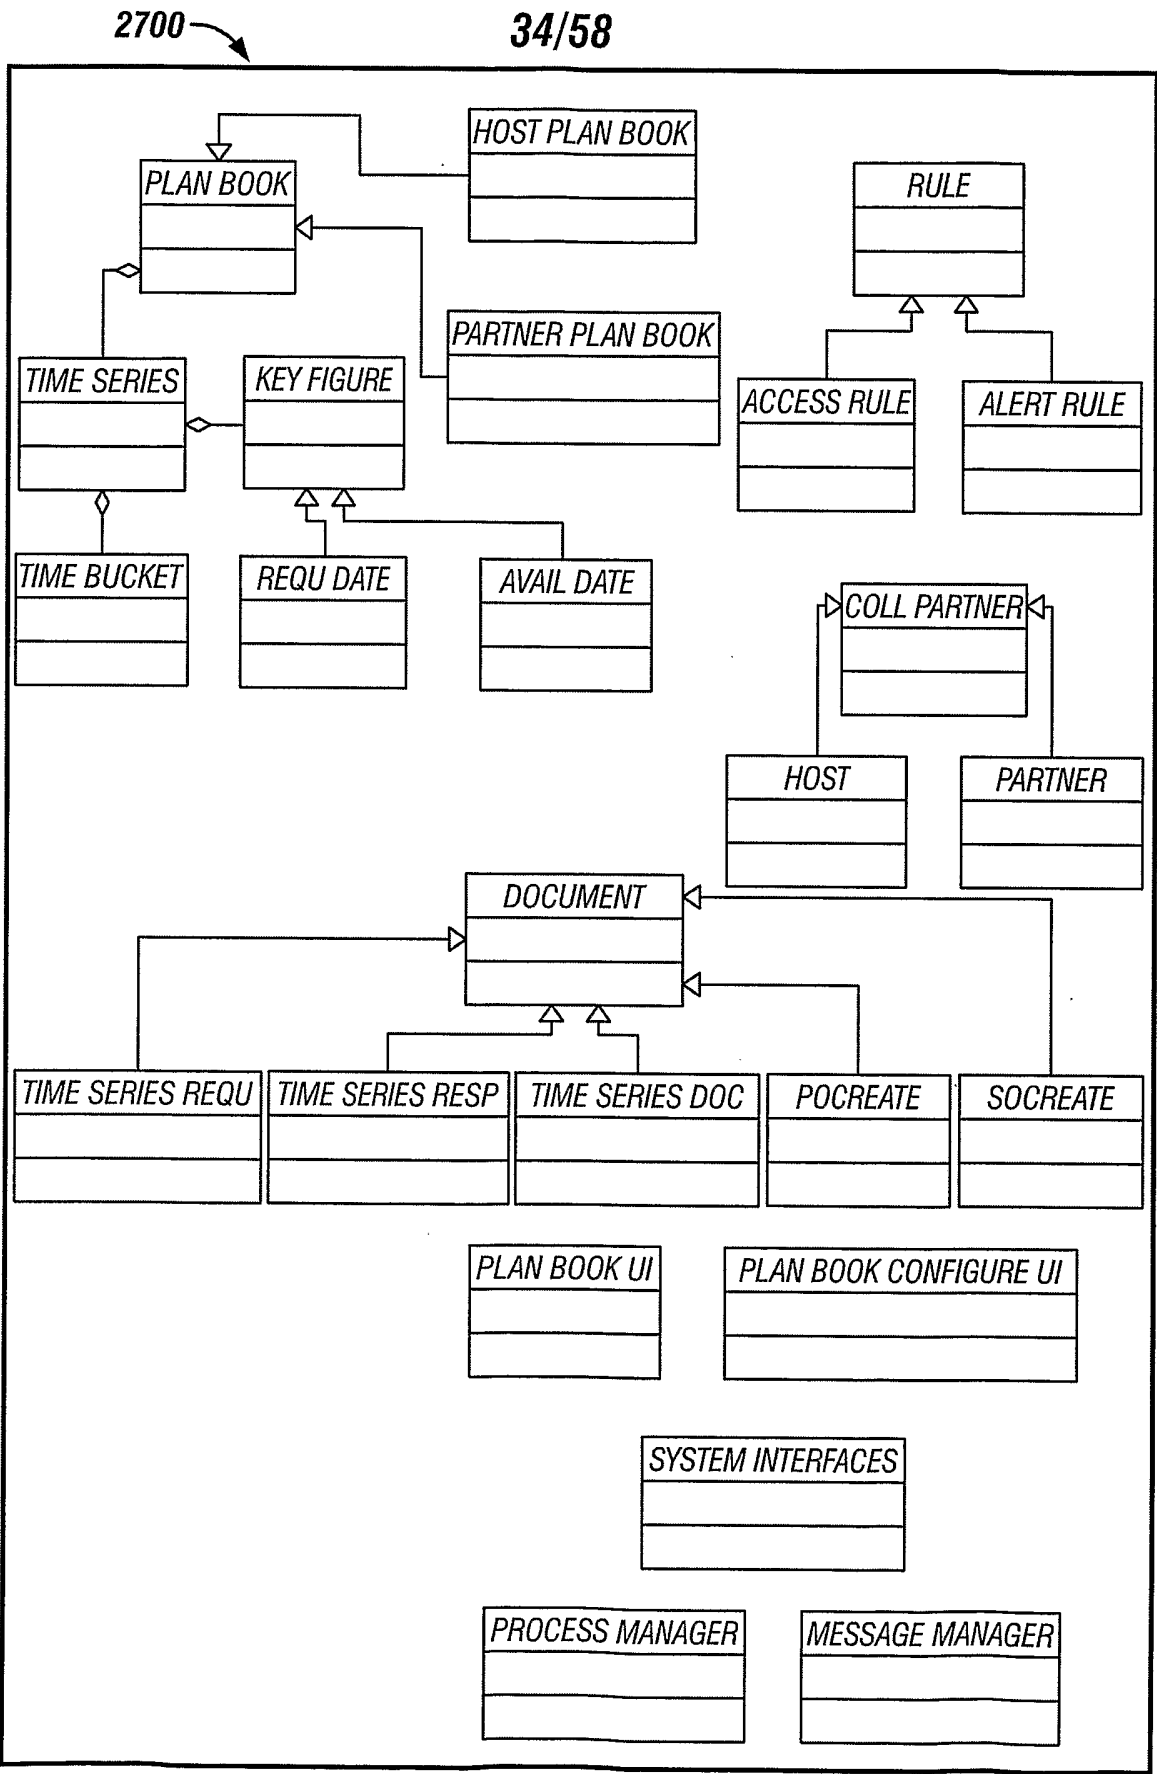 2700
34/58
HOST PLAN BOOK
PLAN BOOK
RULE
PARTNER PLAN BOOK
TIME SERIES
KEY FIGURE
ACCESS RULE
ALERT RULE
TIME BUCKET
REQU DATE
AVAIL DATE
COLL PARTNER
HOST
PARTNER
DOCUMENT
TIME SERIES REQU
TIME SERIES RESP
TIME SERIES DOC
POCREATE
SOCREATE
PLAN BOOK UI
PLAN BOOK CONFIGURE UI
SYSTEM INTERFACES
PROCESS MANAGER
MESSAGE MANAGER